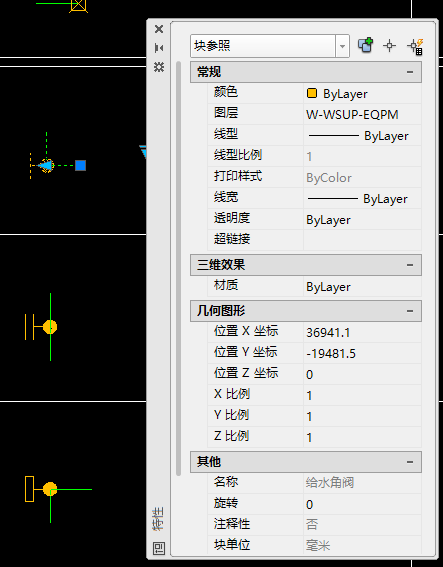 块参照
常规
颜色 ByLayer
图层 W-WSUP-EQPM
线型 ByLayer
线型比例 1
打印样式 ByColor
线宽 ByLayer
透明度 ByLayer
超链接
三维效果
材质 ByLayer
几何图形
位置 X 坐标 36941.1
位置 Y 坐标 -19481.5
位置 Z 坐标 0
X 比例 1
Y 比例 1
Z 比例 1
其他
名称 给水角阀
旋转 0
注释性 否
块单位 毫米
特性